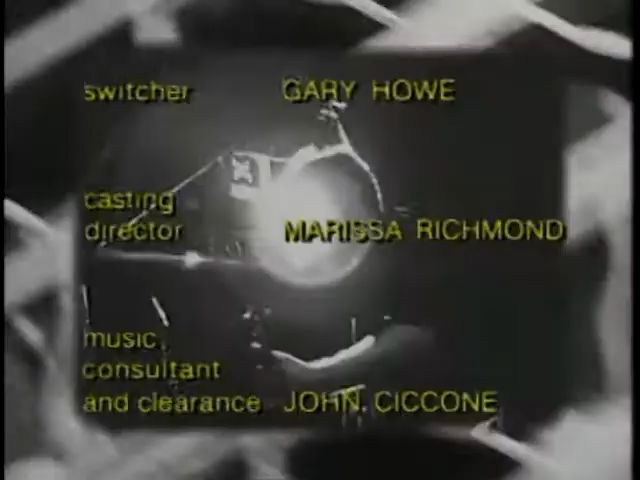 switcher GARY HOWE
casting
director MARISSA RICHMOND
music
consultant
and clearance JOHN CICCONE